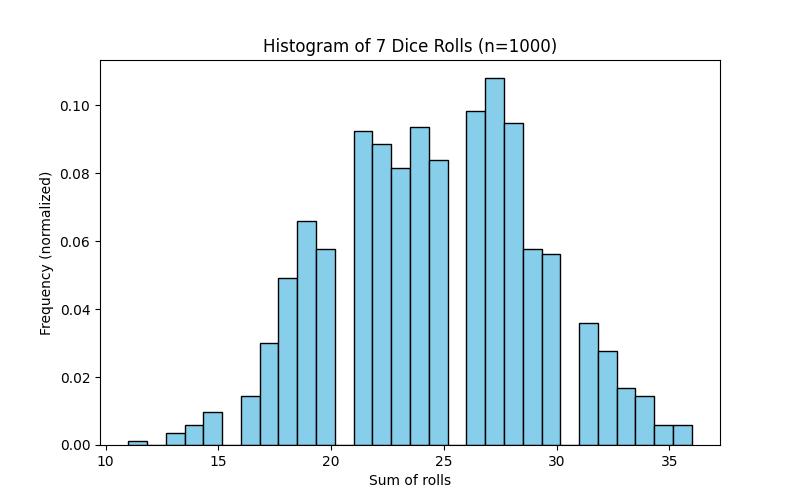 Histogram of 7 Dice Rolls (n=1000)
Frequency (normalized)
0.10
0.08
0.06
0.04
0.02
0.00
10 15 20 25 30 35
Sum of rolls